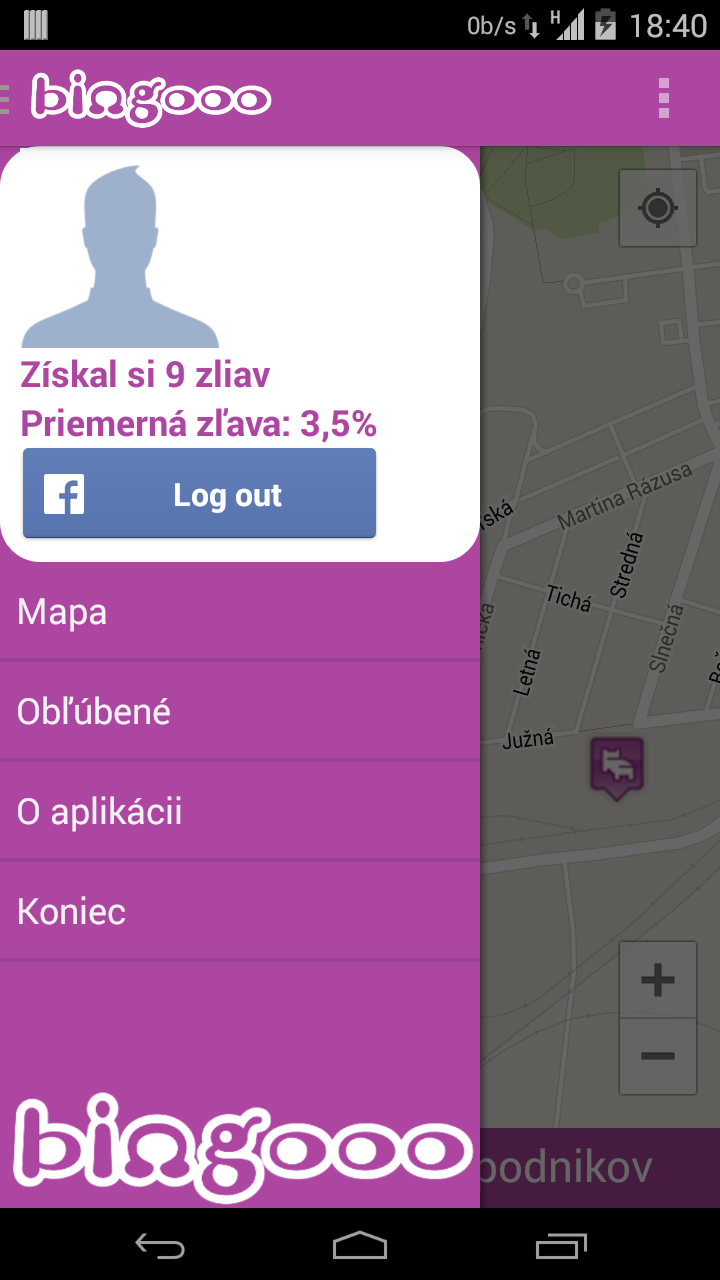 0b/s H 18:40
bingooo
Získal si 9 zliav
Priemerná zľava: 3,5%
Log out
Mapa
Obľúbené
O aplikácii
Koniec
bingooo
Martina Rázusa
Stredná
Tichá
Slnečná
Letná
Južná
podnikov